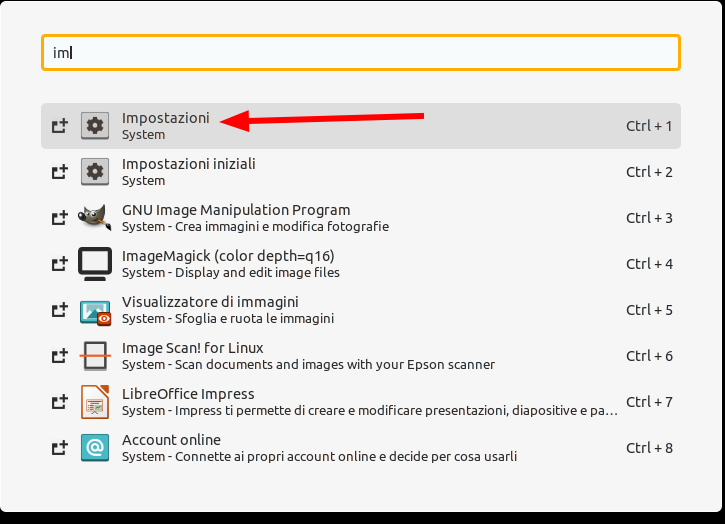 im
Impostazioni
System
Ctrl + 1
Impostazioni iniziali
System
Ctrl + 2
GNU Image Manipulation Program
System - Crea immagini e modifica fotografie
Ctrl + 3
ImageMagick (color depth=q16)
System - Display and edit image files
Ctrl + 4
Visualizzatore di immagini
System - Sfoglia e ruota le immagini
Ctrl + 5
Image Scan! for Linux
System - Scan documents and images with your Epson scanner
Ctrl + 6
LibreOffice Impress
System - Impress ti permette di creare e modificare presentazioni, diapositive e pa...
Ctrl + 7
Account online
System - Connette ai propri account online e decide per cosa usarli
Ctrl + 8